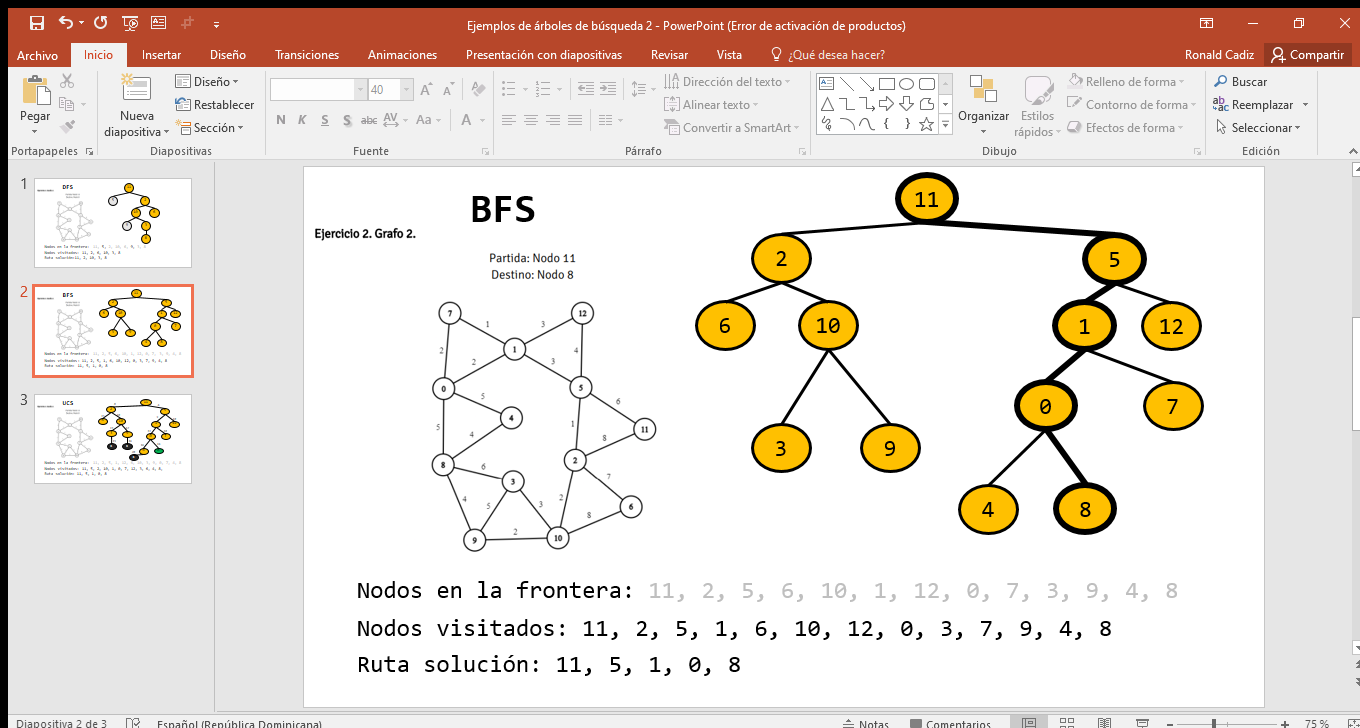 Ejemplos de árboles de búsqueda 2 - PowerPoint (Error de activación de productos)
Archivo Inicio Insertar Diseño Transiciones Animaciones Presentación con diapositivas Revisar Vista ¿Qué desea hacer? Ronald Cadiz Compartir
Pegar
Portapapeles
Nueva diapositiva
Diseño
Restablecer
Sección
Diapositivas
40
N K S S abc AV Aa A
Fuente
Dirección del texto
Alinear texto
Convertir a SmartArt
Párrafo
Organizar
Estilos rápidos
Relleno de forma
Contorno de forma
Efectos de forma
Dibujo
Buscar
Reemplazar
Seleccionar
Edición
1
DFS
2
BFS
3
UCS
BFS
Ejercicio 2. Grafo 2.
Partida: Nodo 11
Destino: Nodo 8
7 12
1 3
1
2 2 3 4
0 5
5 6
4 11
5 4 1 8
8 2
6 7
3 6
4 5 3 2 8
9 2 10
11
2 5
6 10 1 12
0 7
3 9
4 8
Nodos en la frontera: 11, 2, 5, 6, 10, 1, 12, 0, 7, 3, 9, 4, 8
Nodos visitados: 11, 2, 5, 1, 6, 10, 12, 0, 3, 7, 9, 4, 8
Ruta solución: 11, 5, 1, 0, 8
Diapositiva 2 de 3 Español (República Dominicana) Notas Comentarios 75 %